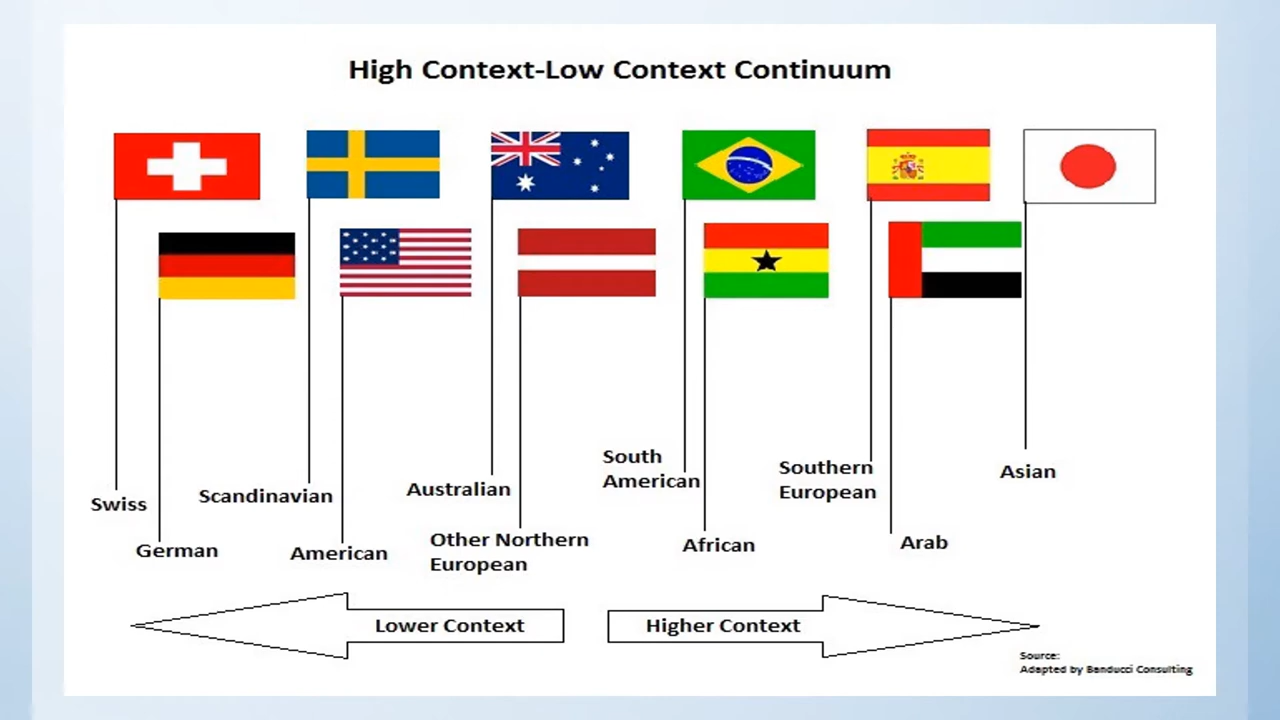 High Context-Low Context Continuum
Swiss
German
Scandinavian
American
Australian
Other Northern
European
South
American
African
Southern
European
Arab
Asian
Lower Context
Higher Context
Source:
Adapted by Banducci Consulting